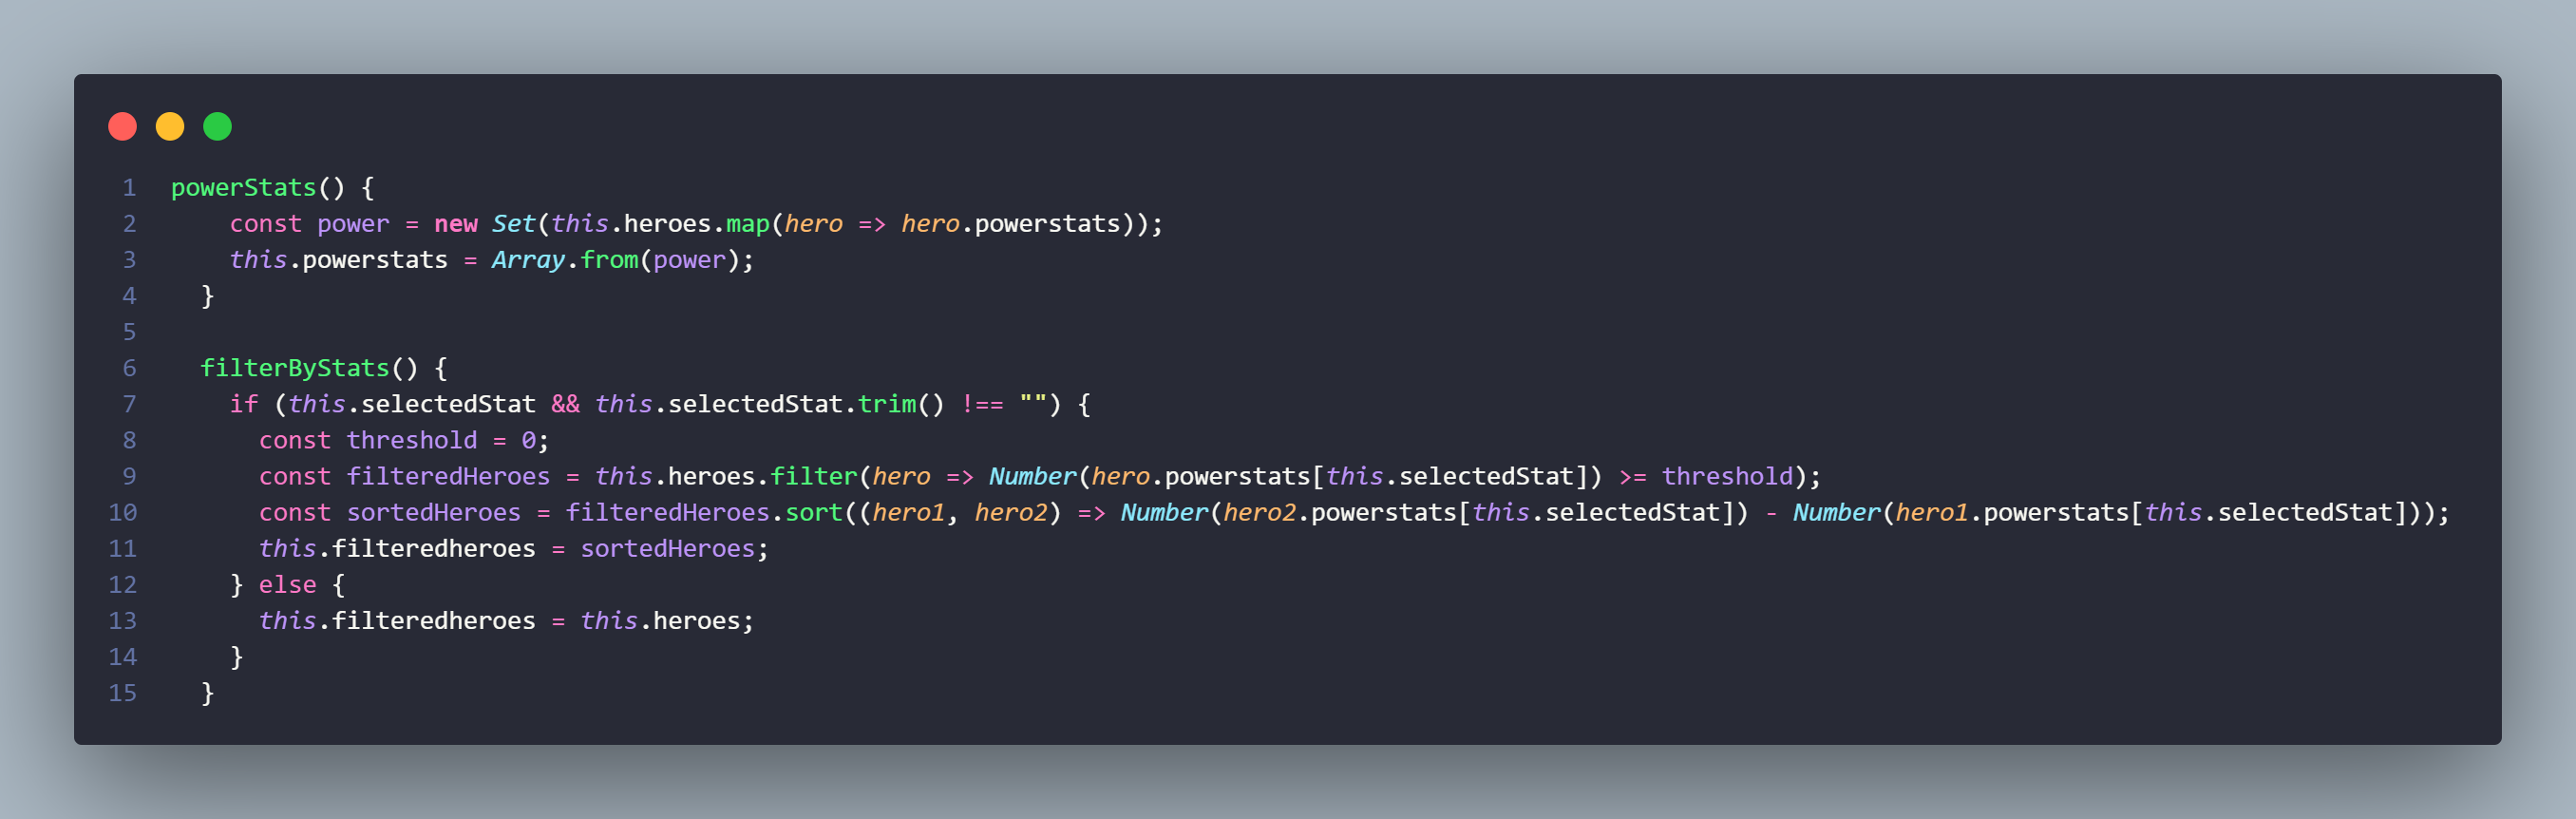 1 powerStats() {
2 const power = new Set(this.heroes.map(hero => hero.powerstats));
3 this.powerstats = Array.from(power);
4 }
5
6 filterByStats() {
7 if (this.selectedStat && this.selectedStat.trim() !== "") {
8 const threshold = 0;
9 const filteredHeroes = this.heroes.filter(hero => Number(hero.powerstats[this.selectedStat]) >= threshold);
10 const sortedHeroes = filteredHeroes.sort((hero1, hero2) => Number(hero2.powerstats[this.selectedStat]) - Number(hero1.powerstats[this.selectedStat]));
11 this.filteredheroes = sortedHeroes;
12 } else {
13 this.filteredheroes = this.heroes;
14 }
15 }